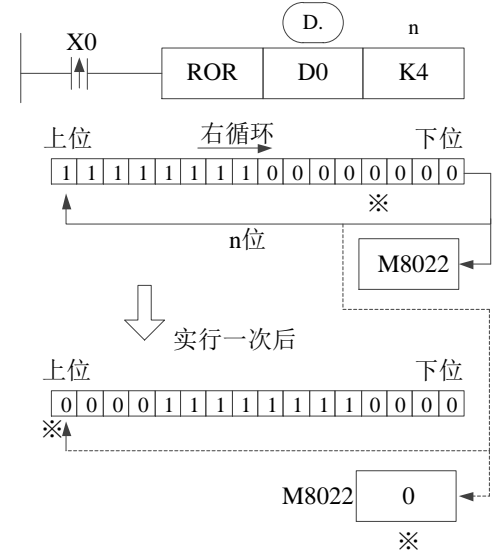 D. n
X0
ROR D0 K4
上位 右循环 下位
1 1 1 1 1 1 1 1 0 0 0 0 0 0 0 0
※
n位
M8022
实行一次后
上位 下位
0 0 0 0 1 1 1 1 1 1 1 1 0 0 0 0
※
M8022 0
※